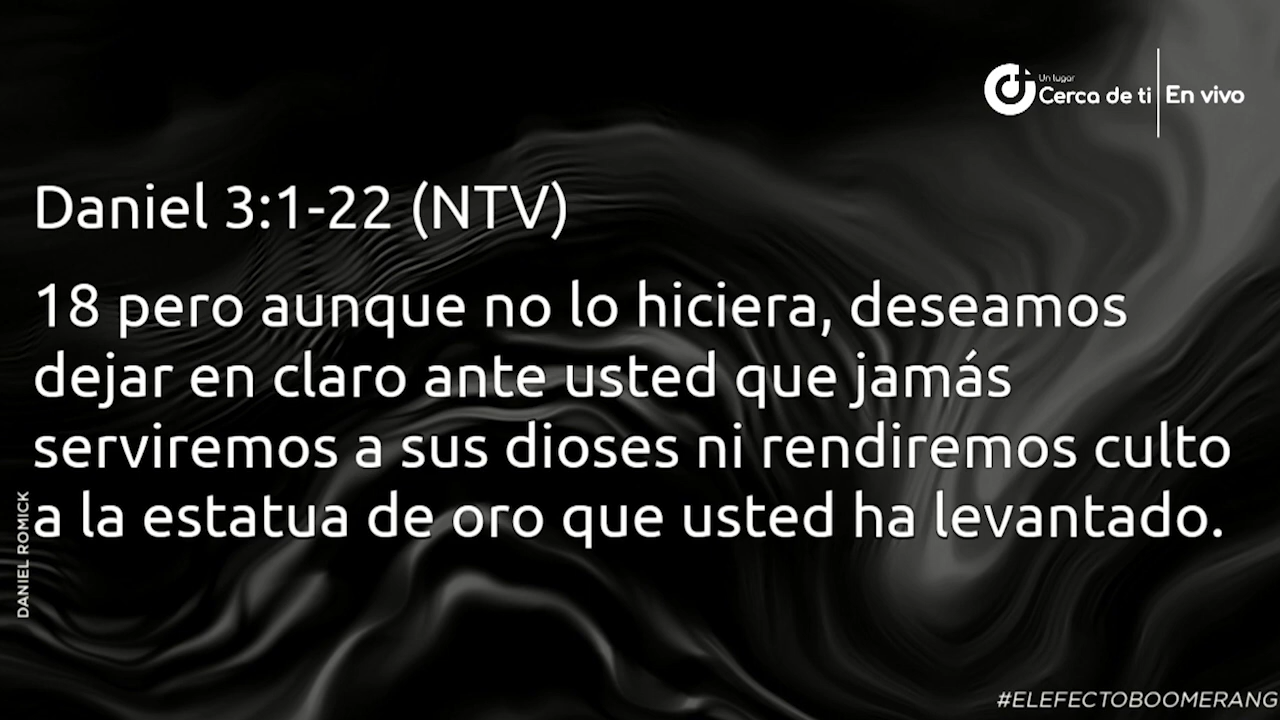 Un lugar
Cerca de ti
En vivo
Daniel 3:1-22 (NTV)
18 pero aunque no lo hiciera, deseamos
dejar en claro ante usted que jamás
serviremos a sus dioses ni rendiremos culto
a la estatua de oro que usted ha levantado.
DANIEL ROMICK
#ELEFECTOBOOMERANG